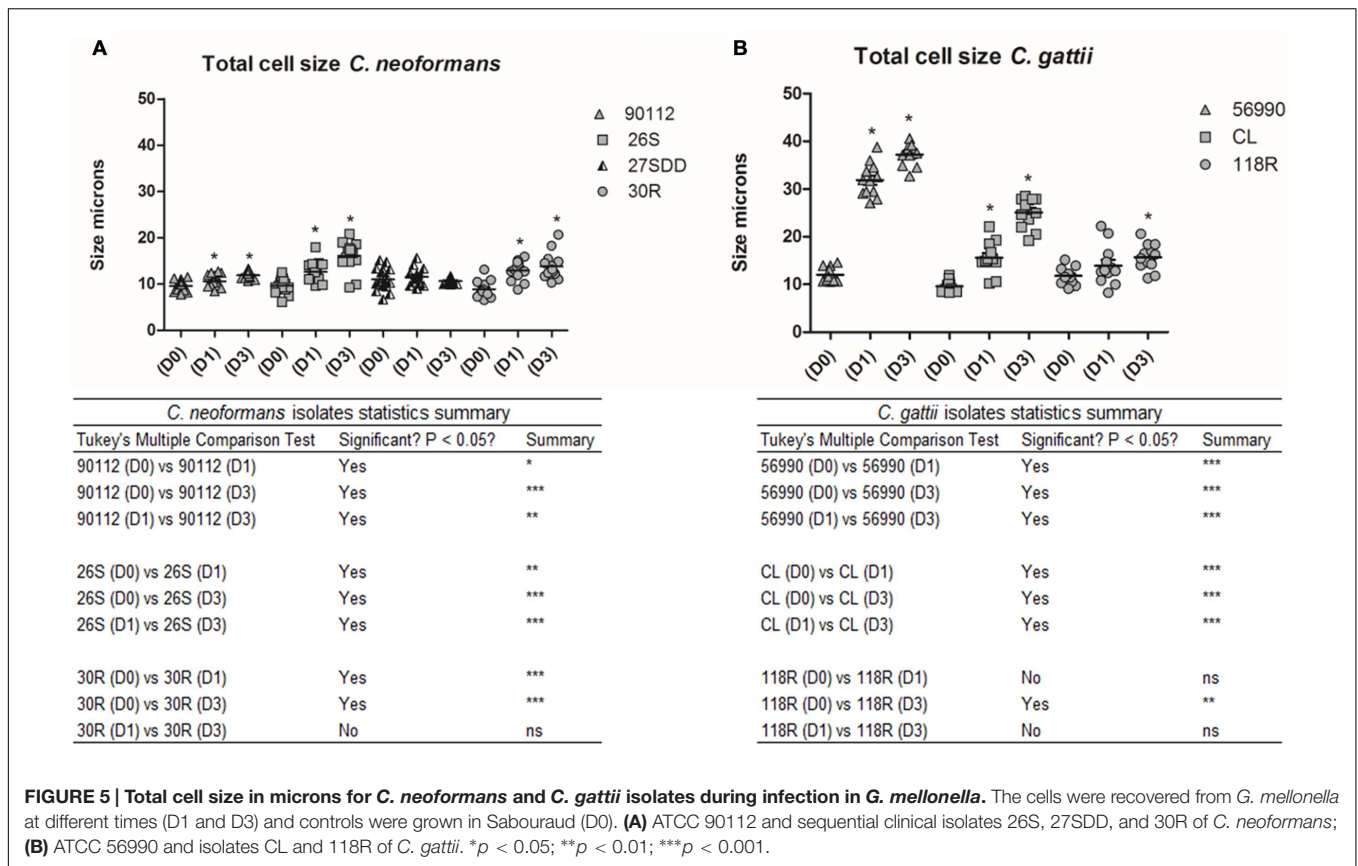 A
Total cell size C. neoformans
50
40
30
20
10
0
Size microns
90112
26S
27SDD
30R
* * * * * *
(D0) (D1) (D3) (D0) (D1) (D3) (D0) (D1) (D3) (D0) (D1) (D3)
C. neoformans isolates statistics summary
Tukey's Multiple Comparison Test Significant? P < 0.05? Summary
90112 (D0) vs 90112 (D1) Yes *
90112 (D0) vs 90112 (D3) Yes ***
90112 (D1) vs 90112 (D3) Yes **
26S (D0) vs 26S (D1) Yes **
26S (D0) vs 26S (D3) Yes ***
26S (D1) vs 26S (D3) Yes ***
30R (D0) vs 30R (D1) Yes ***
30R (D0) vs 30R (D3) Yes ***
30R (D1) vs 30R (D3) No ns
B
Total cell size C. gattii
50
40
30
20
10
0
Size microns
56990
CL
118R
* * * * *
(D0) (D1) (D3) (D0) (D1) (D3) (D0) (D1) (D3)
C. gattii isolates statistics summary
Tukey's Multiple Comparison Test Significant? P < 0.05? Summary
56990 (D0) vs 56990 (D1) Yes ***
56990 (D0) vs 56990 (D3) Yes ***
56990 (D1) vs 56990 (D3) Yes ***
CL (D0) vs CL (D1) Yes ***
CL (D0) vs CL (D3) Yes ***
CL (D1) vs CL (D3) Yes ***
118R (D0) vs 118R (D1) No ns
118R (D0) vs 118R (D3) Yes **
118R (D1) vs 118R (D3) No ns
FIGURE 5 | Total cell size in microns for C. neoformans and C. gattii isolates during infection in G. mellonella. The cells were recovered from G. mellonella
at different times (D1 and D3) and controls were grown in Sabouraud (D0). (A) ATCC 90112 and sequential clinical isolates 26S, 27SDD, and 30R of C. neoformans;
(B) ATCC 56990 and isolates CL and 118R of C. gattii. *p < 0.05; **p < 0.01; ***p < 0.001.